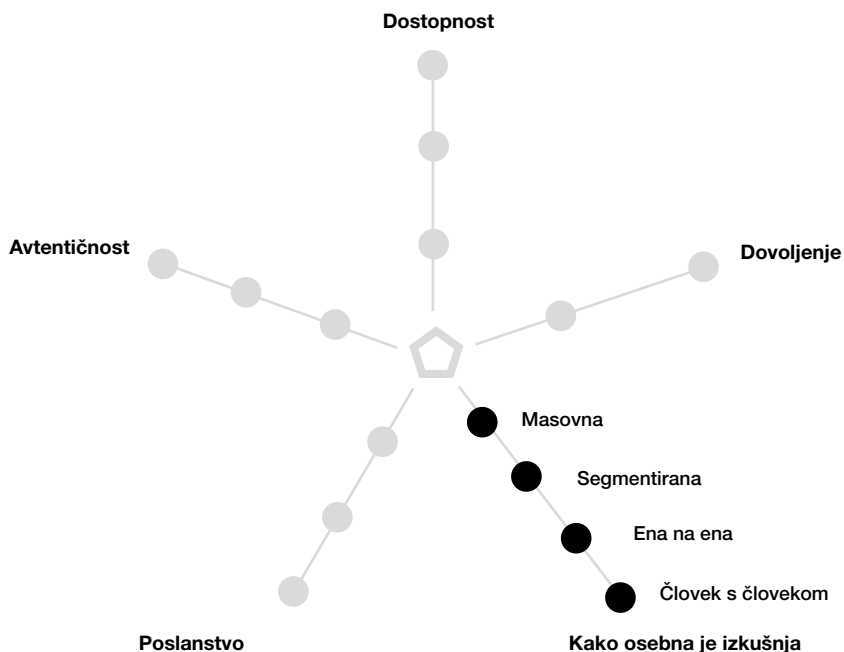 Dostopnost
Avtentičnost
Dovoljenje
Masovna
Segmentirana
Ena na ena
Človek s človekom
Poslanstvo
Kako osebna je izkušnja